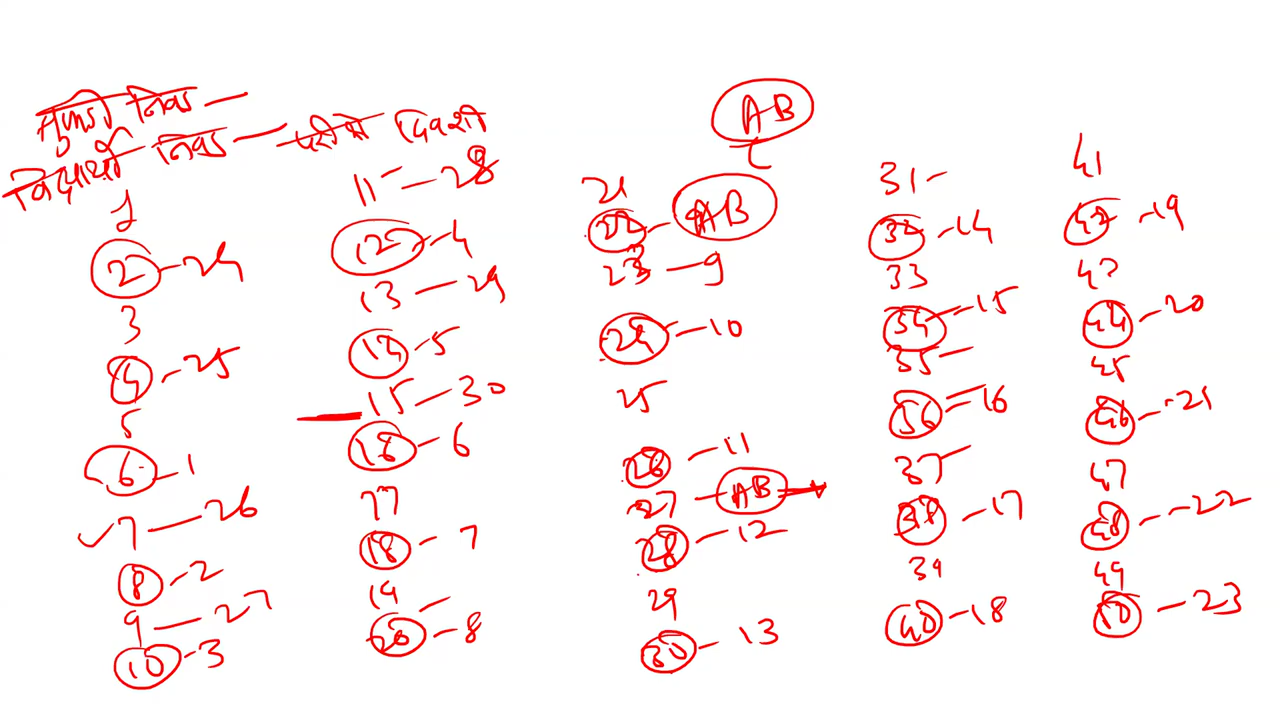 निवड —
निवड — दिवशी
AB
1
2 - 24
3
4 - 25
5
6 - 1
✓ 7 — 26
8 - 2
9 — 27
10 - 3
11 — 28
12 - 4
13 — 29
14 - 5
15 — 30
16 - 6
17
18 - 7
19
20 - 8
21
22 - AB
23 — 9
24 - 10
25
26 - 11
27 - AB
28 - 12
29
30 - 13
31 -
32 - 14
33
34 - 15
35 -
36 - 16
37 -
38 - 17
39
40 - 18
41
42 - 19
43
44 - 20
45
46 - 21
47
48 - 22
49
50 - 23